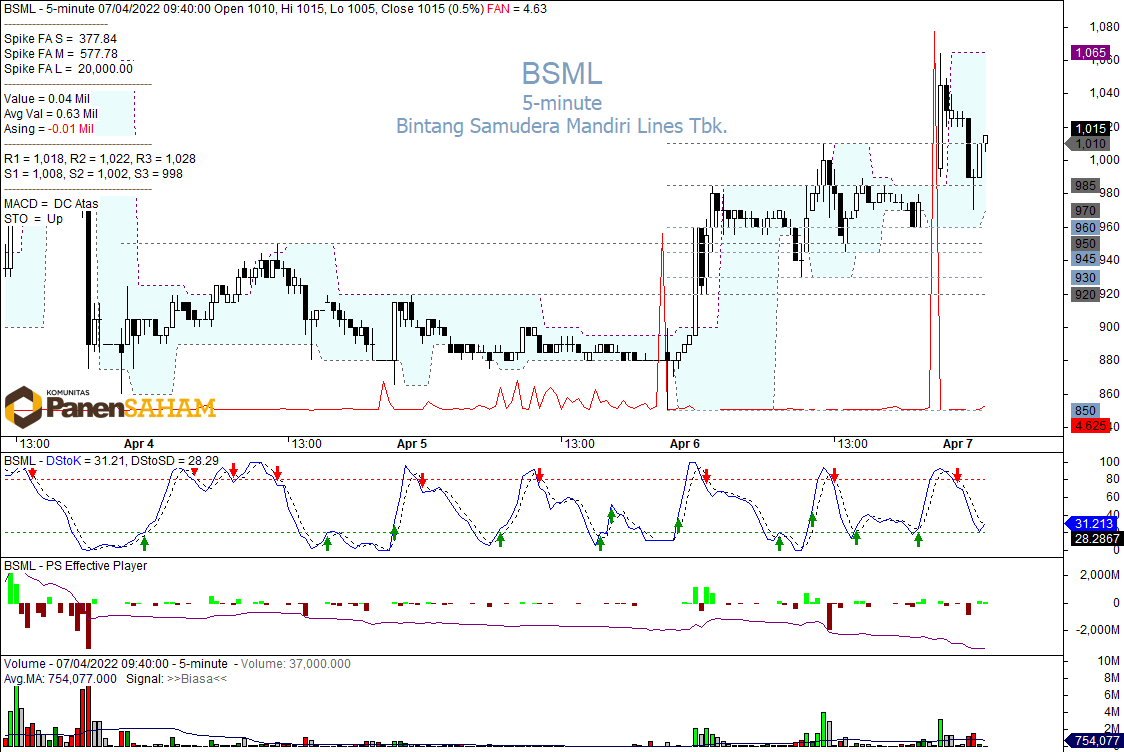 BSML - 5-minute 07/04/2022 09:40:00 Open 1010, Hi 1015, Lo 1005, Close 1015 (0.5%) FAN = 4.63
Spike FA S = 377.84
Spike FA M = 577.78
Spike FA L = 20,000.00
Value = 0.04 Mil
Avg Val = 0.63 Mil
Asing = -0.01 Mil
R1 = 1,018, R2 = 1,022, R3 = 1,028
S1 = 1,008, S2 = 1,002, S3 = 998
MACD = DC Atas
STO = Up
BSML
5-minute
Bintang Samudera Mandiri Lines Tbk.
1,080
1,065
1,060
1,040
1,015
1,010
1,000
985
980
970
960
960
950
945
940
930
920
920
900
880
860
850
4.625
KOMUNITAS
PanenSAHAM
13:00
Apr 4
13:00
Apr 5
13:00
Apr 6
13:00
Apr 7
BSML - DStoK = 31.21, DStoSD = 28.29
100
80
60
40
31.213
28.2867
0
BSML - PS Effective Player
2,000M
0
-2,000M
Volume - 07/04/2022 09:40:00 - 5-minute - Volume: 37,000.000
Avg.MA: 754,077.000 Signal: >>Biasa<<
10M
8M
6M
4M
2M
754,077